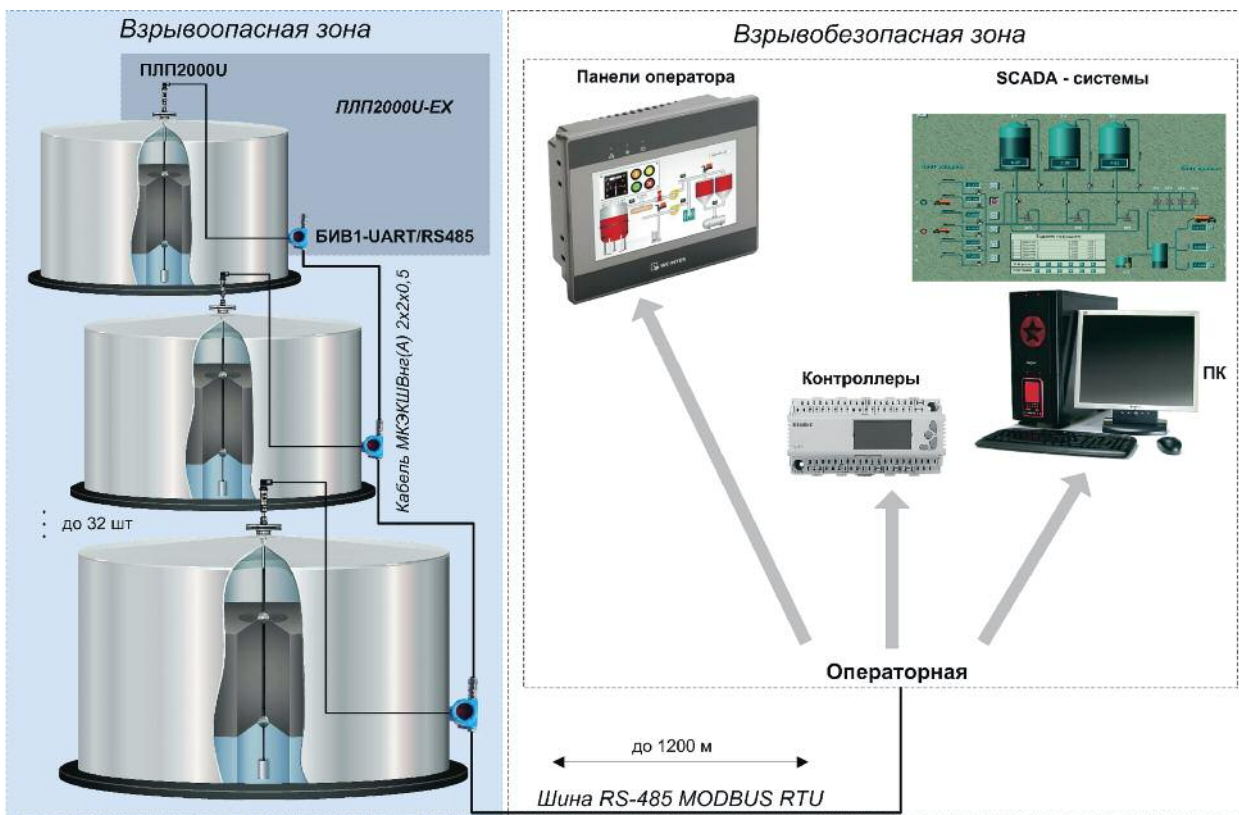 Взрывоопасная зона
ПЛП2000U
ПЛП2000U-EX
БИВ1-UART/RS485
Кабель МКЭКШВнг(А) 2х2х0,5
до 32 шт
Взрывобезопасная зона
Панели оператора
SCADA - системы
Контроллеры
ПК
Операторная
до 1200 м
Шина RS-485 MODBUS RTU